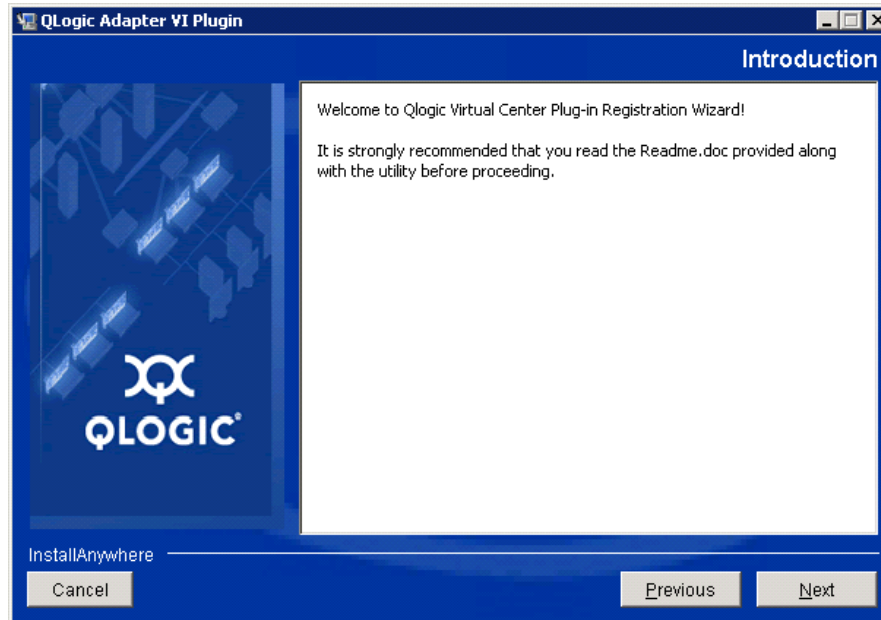 QLogic Adapter VI Plugin
Introduction
Welcome to Qlogic Virtual Center Plug-in Registration Wizard!
It is strongly recommended that you read the Readme.doc provided along
with the utility before proceeding.
QLOGIC
InstallAnywhere
Cancel
Previous
Next